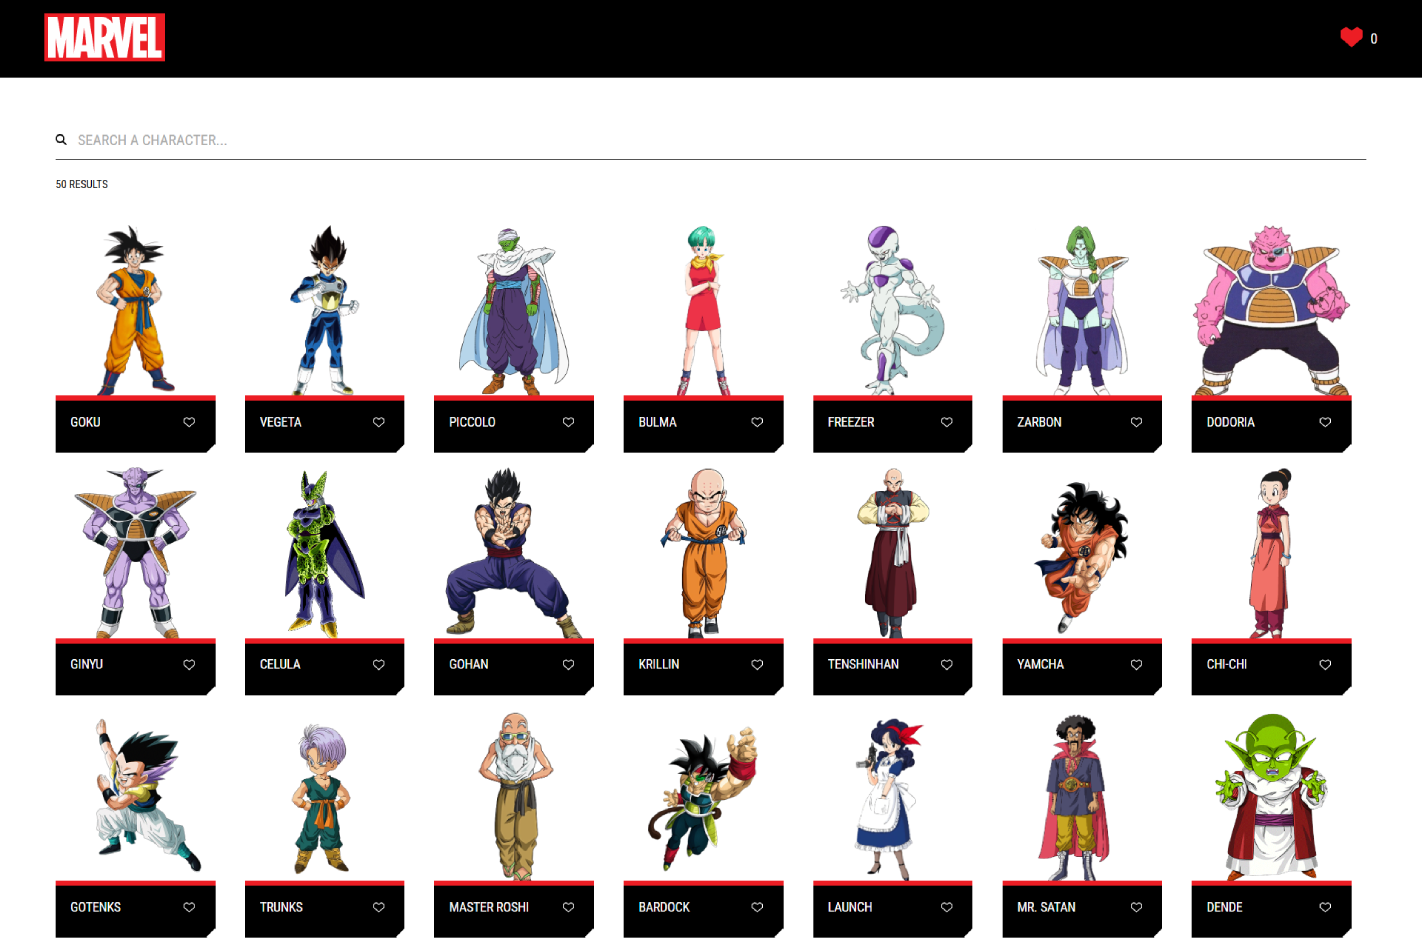 MARVEL
0
SEARCH A CHARACTER...
50 RESULTS
GOKU
VEGETA
PICCOLO
BULMA
FREEZER
ZARBON
DODORIA
GINYU
CELULA
GOHAN
KRILLIN
TENSHINHAN
YAMCHA
CHI-CHI
GOTENKS
TRUNKS
MASTER ROSHI
BARDOCK
LAUNCH
MR. SATAN
DENDE